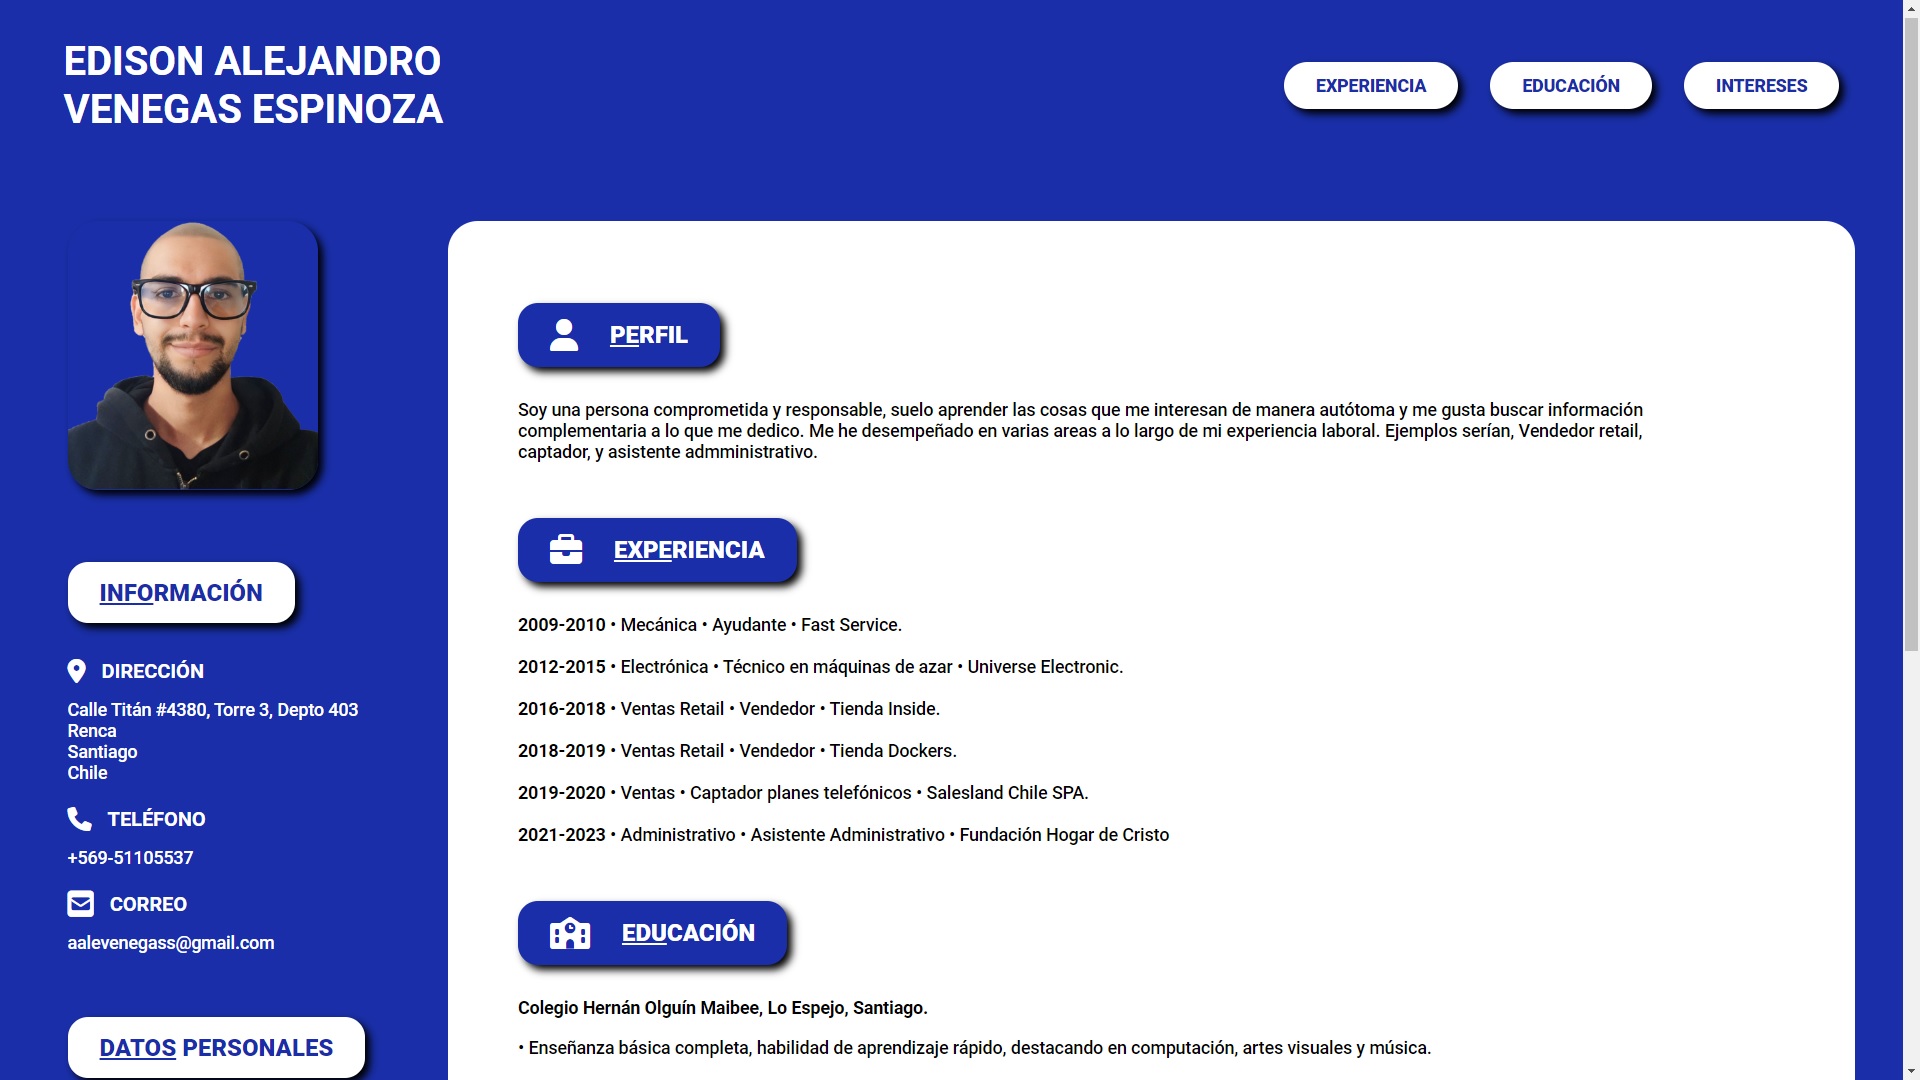 EDISON ALEJANDRO
VENEGAS ESPINOZA
EXPERIENCIA
EDUCACIÓN
INTERESES
INFORMACIÓN
DIRECCIÓN
Calle Titán #4380, Torre 3, Depto 403
Renca
Santiago
Chile
TELÉFONO
+569-51105537
CORREO
aalevenegass@gmail.com
DATOS PERSONALES
PERFIL
Soy una persona comprometida y responsable, suelo aprender las cosas que me interesan de manera autótoma y me gusta buscar información
complementaria a lo que me dedico. Me he desempeñado en varias areas a lo largo de mi experiencia laboral. Ejemplos serían, Vendedor retail,
captador, y asistente admministrativo.
EXPERIENCIA
2009-2010 • Mecánica • Ayudante • Fast Service.
2012-2015 • Electrónica • Técnico en máquinas de azar • Universe Electronic.
2016-2018 • Ventas Retail • Vendedor • Tienda Inside.
2018-2019 • Ventas Retail • Vendedor • Tienda Dockers.
2019-2020 • Ventas • Captador planes telefónicos • Salesland Chile SPA.
2021-2023 • Administrativo • Asistente Administrativo • Fundación Hogar de Cristo
EDUCACIÓN
Colegio Hernán Olguín Maibee, Lo Espejo, Santiago.
• Enseñanza básica completa, habilidad de aprendizaje rápido, destacando en computación, artes visuales y música.